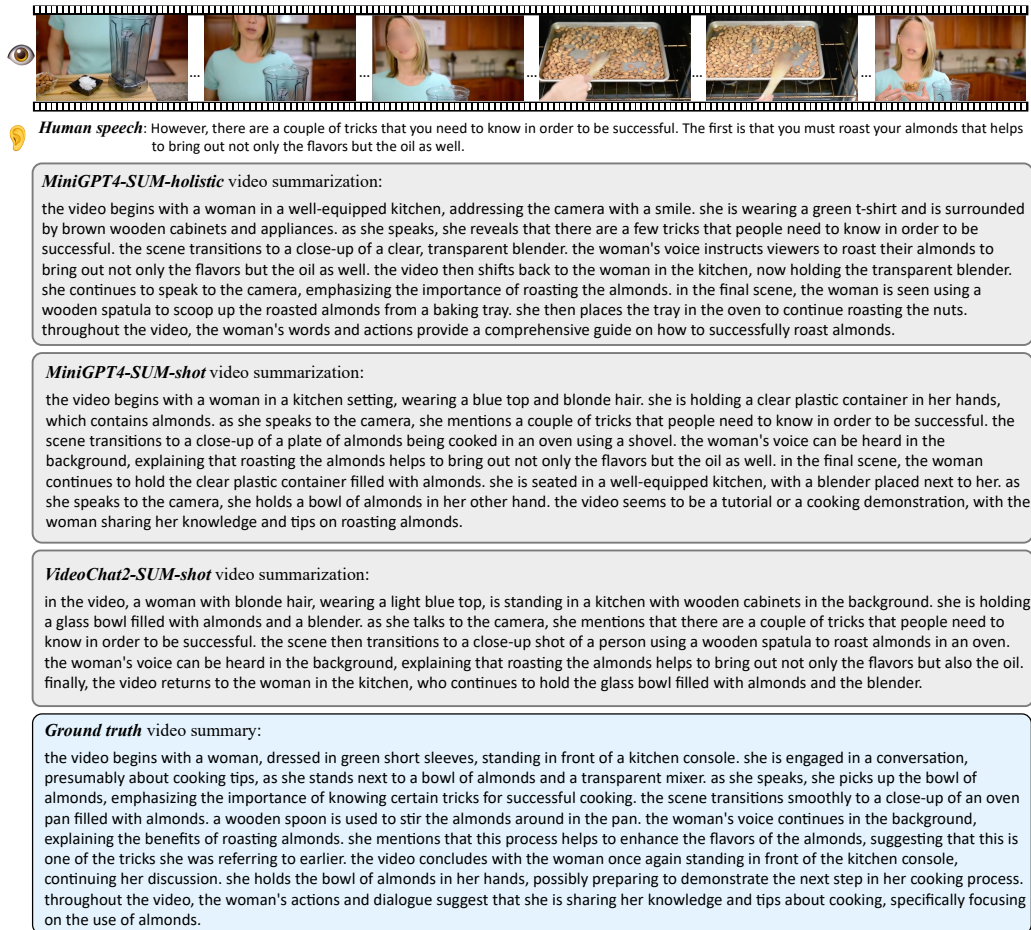 ... ... ... ... ...
Human speech: However, there are a couple of tricks that you need to know in order to be successful. The first is that you must roast your almonds that helps
to bring out not only the flavors but the oil as well.
MiniGPT4-SUM-holistic video summarization:
the video begins with a woman in a well-equipped kitchen, addressing the camera with a smile. she is wearing a green t-shirt and is surrounded
by brown wooden cabinets and appliances. as she speaks, she reveals that there are a few tricks that people need to know in order to be
successful. the scene transitions to a close-up of a clear, transparent blender. the woman's voice instructs viewers to roast their almonds to
bring out not only the flavors but the oil as well. the video then shifts back to the woman in the kitchen, now holding the transparent blender.
she continues to speak to the camera, emphasizing the importance of roasting the almonds. in the final scene, the woman is seen using a
wooden spatula to scoop up the roasted almonds from a baking tray. she then places the tray in the oven to continue roasting the nuts.
throughout the video, the woman's words and actions provide a comprehensive guide on how to successfully roast almonds.
MiniGPT4-SUM-shot video summarization:
the video begins with a woman in a kitchen setting, wearing a blue top and blonde hair. she is holding a clear plastic container in her hands,
which contains almonds. as she speaks to the camera, she mentions a couple of tricks that people need to know in order to be successful. the
scene transitions to a close-up of a plate of almonds being cooked in an oven using a shovel. the woman's voice can be heard in the
background, explaining that roasting the almonds helps to bring out not only the flavors but the oil as well. in the final scene, the woman
continues to hold the clear plastic container filled with almonds. she is seated in a well-equipped kitchen, with a blender placed next to her. as
she speaks to the camera, she holds a bowl of almonds in her other hand. the video seems to be a tutorial or a cooking demonstration, with the
woman sharing her knowledge and tips on roasting almonds.
VideoChat2-SUM-shot video summarization:
in the video, a woman with blonde hair, wearing a light blue top, is standing in a kitchen with wooden cabinets in the background. she is holding
a glass bowl filled with almonds and a blender. as she talks to the camera, she mentions that there are a couple of tricks that people need to
know in order to be successful. the scene then transitions to a close-up shot of a person using a wooden spatula to roast almonds in an oven.
the woman's voice can be heard in the background, explaining that roasting the almonds helps to bring out not only the flavors but also the oil.
finally, the video returns to the woman in the kitchen, who continues to hold the glass bowl filled with almonds and the blender.
Ground truth video summary:
the video begins with a woman, dressed in green short sleeves, standing in front of a kitchen console. she is engaged in a conversation,
presumably about cooking tips, as she stands next to a bowl of almonds and a transparent mixer. as she speaks, she picks up the bowl of
almonds, emphasizing the importance of knowing certain tricks for successful cooking. the scene transitions smoothly to a close-up of an oven
pan filled with almonds. a wooden spoon is used to stir the almonds around in the pan. the woman's voice continues in the background,
explaining the benefits of roasting almonds. she mentions that this process helps to enhance the flavors of the almonds, suggesting that this is
one of the tricks she was referring to earlier. the video concludes with the woman once again standing in front of the kitchen console,
continuing her discussion. she holds the bowl of almonds in her hands, possibly preparing to demonstrate the next step in her cooking process.
throughout the video, the woman's actions and dialogue suggest that she is sharing her knowledge and tips about cooking, specifically focusing
on the use of almonds.